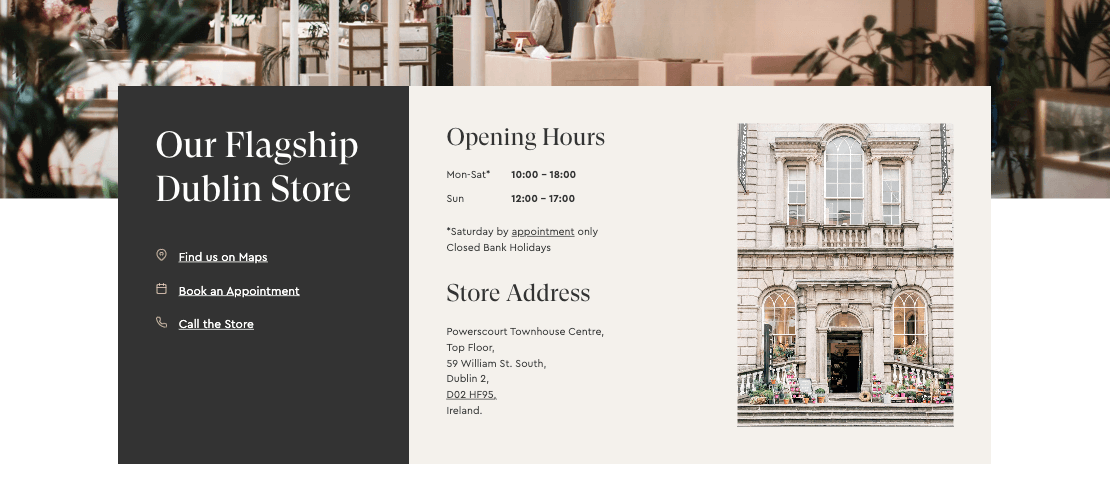 Our Flagship
Dublin Store
Find us on Maps
Book an Appointment
Call the Store
Opening Hours
Mon-Sat* 10:00 – 18:00
Sun 12:00 – 17:00
*Saturday by appointment only
Closed Bank Holidays
Store Address
Powerscourt Townhouse Centre,
Top Floor,
59 William St. South,
Dublin 2,
D02 HF95,
Ireland.